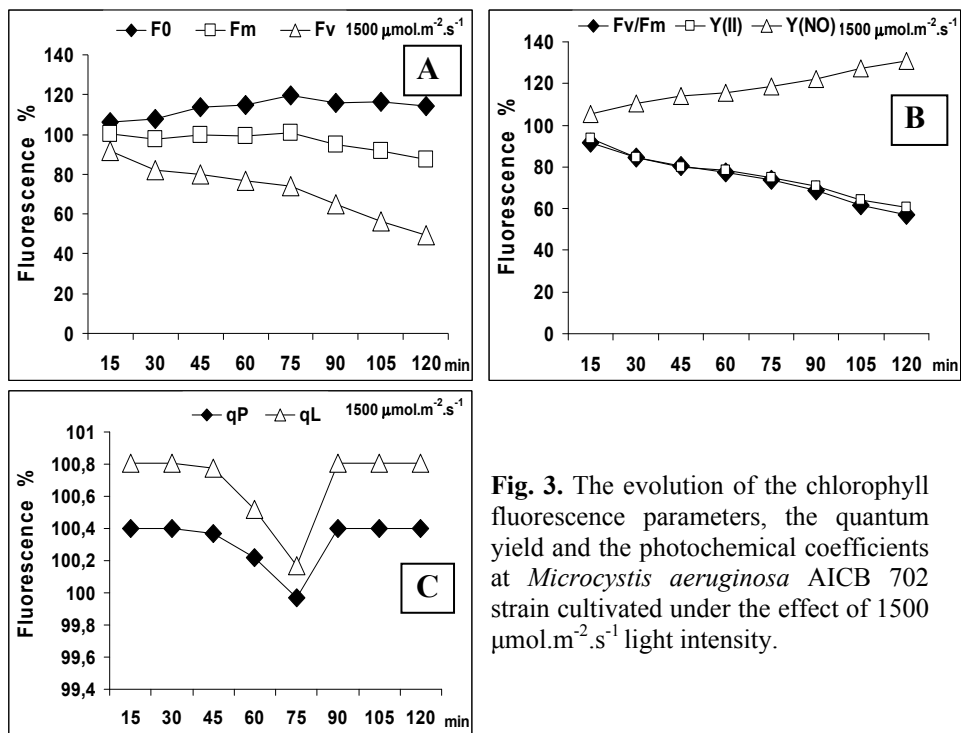 F0 Fm Fv 1500 µmol.m⁻².s⁻¹
A
140
120
100
80
60
40
20
0
Fluorescence %
15 30 45 60 75 90 105 120 min
Fv/Fm Y(II) Y(NO) 1500 µmol.m⁻².s⁻¹
B
140
120
100
80
60
40
20
0
Fluorescence %
15 30 45 60 75 90 105 120 min
qP qL 1500 µmol.m⁻².s⁻¹
C
101
100,8
100,6
100,4
100,2
100
99,8
99,6
99,4
Fluorescence %
15 30 45 60 75 90 105 120 min
Fig. 3. The evolution of the chlorophyll
fluorescence parameters, the quantum
yield and the photochemical coefficients
at Microcystis aeruginosa AICB 702
strain cultivated under the effect of 1500
µmol.m⁻².s⁻¹ light intensity.